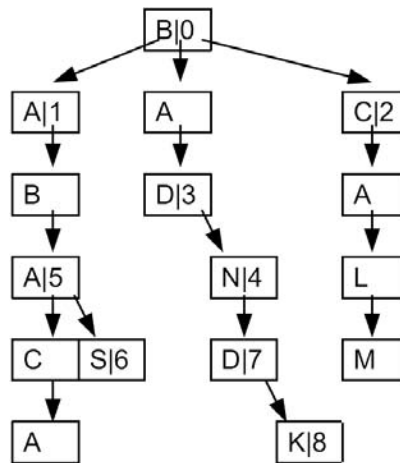 B|0
A|1 A C|2
B D|3 A
A|5 N|4 L
C S|6 D|7 M
A K|8